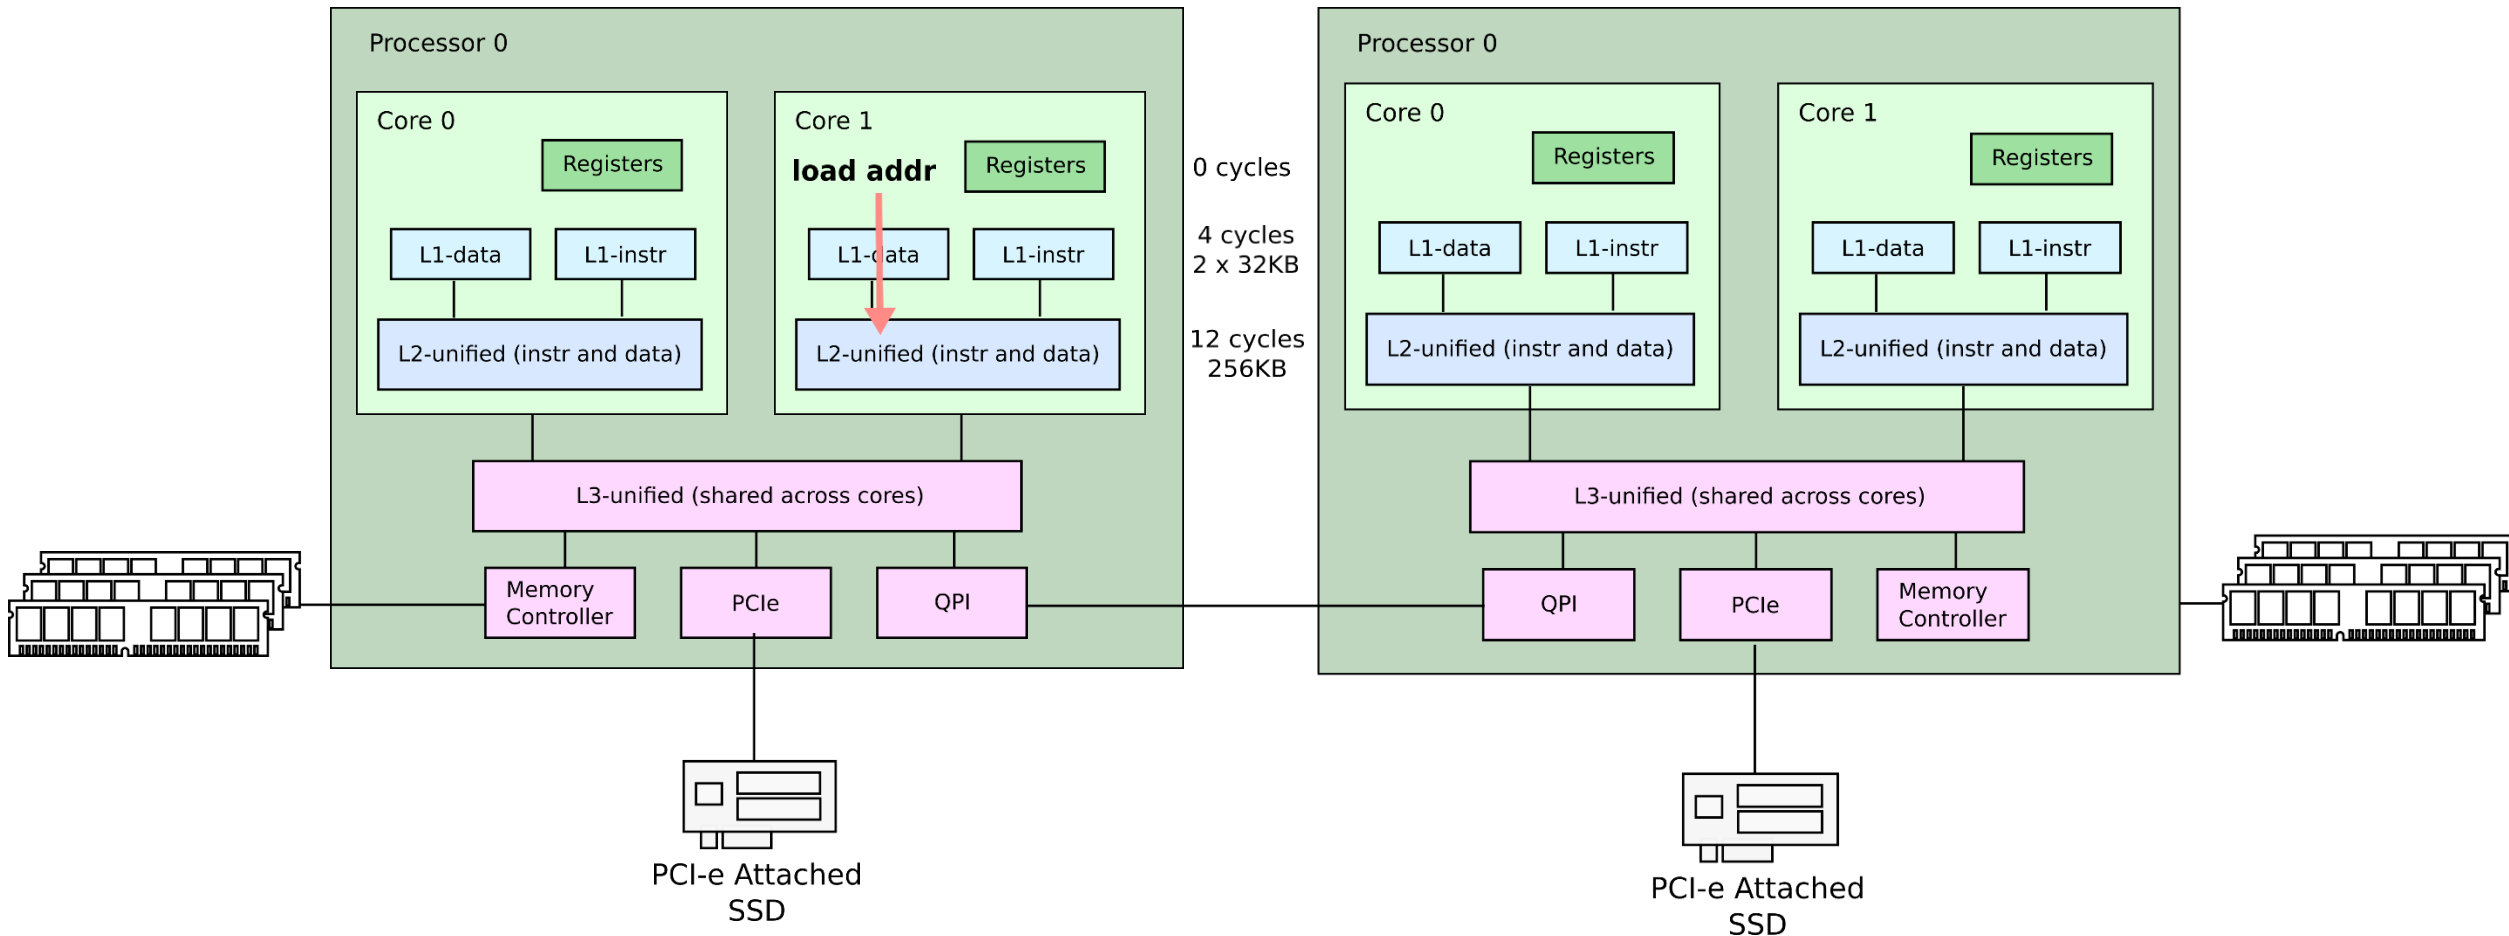 Processor 0
Core 0
Registers
L1-data
L1-instr
L2-unified (instr and data)
Core 1
load addr
Registers
L1-data
L1-instr
L2-unified (instr and data)
L3-unified (shared across cores)
Memory
Controller
PCIe
QPI
PCI-e Attached
SSD
0 cycles
4 cycles
2 x 32KB
12 cycles
256KB
Processor 0
Core 0
Registers
L1-data
L1-instr
L2-unified (instr and data)
Core 1
Registers
L1-data
L1-instr
L2-unified (instr and data)
L3-unified (shared across cores)
QPI
PCIe
Memory
Controller
PCI-e Attached
SSD